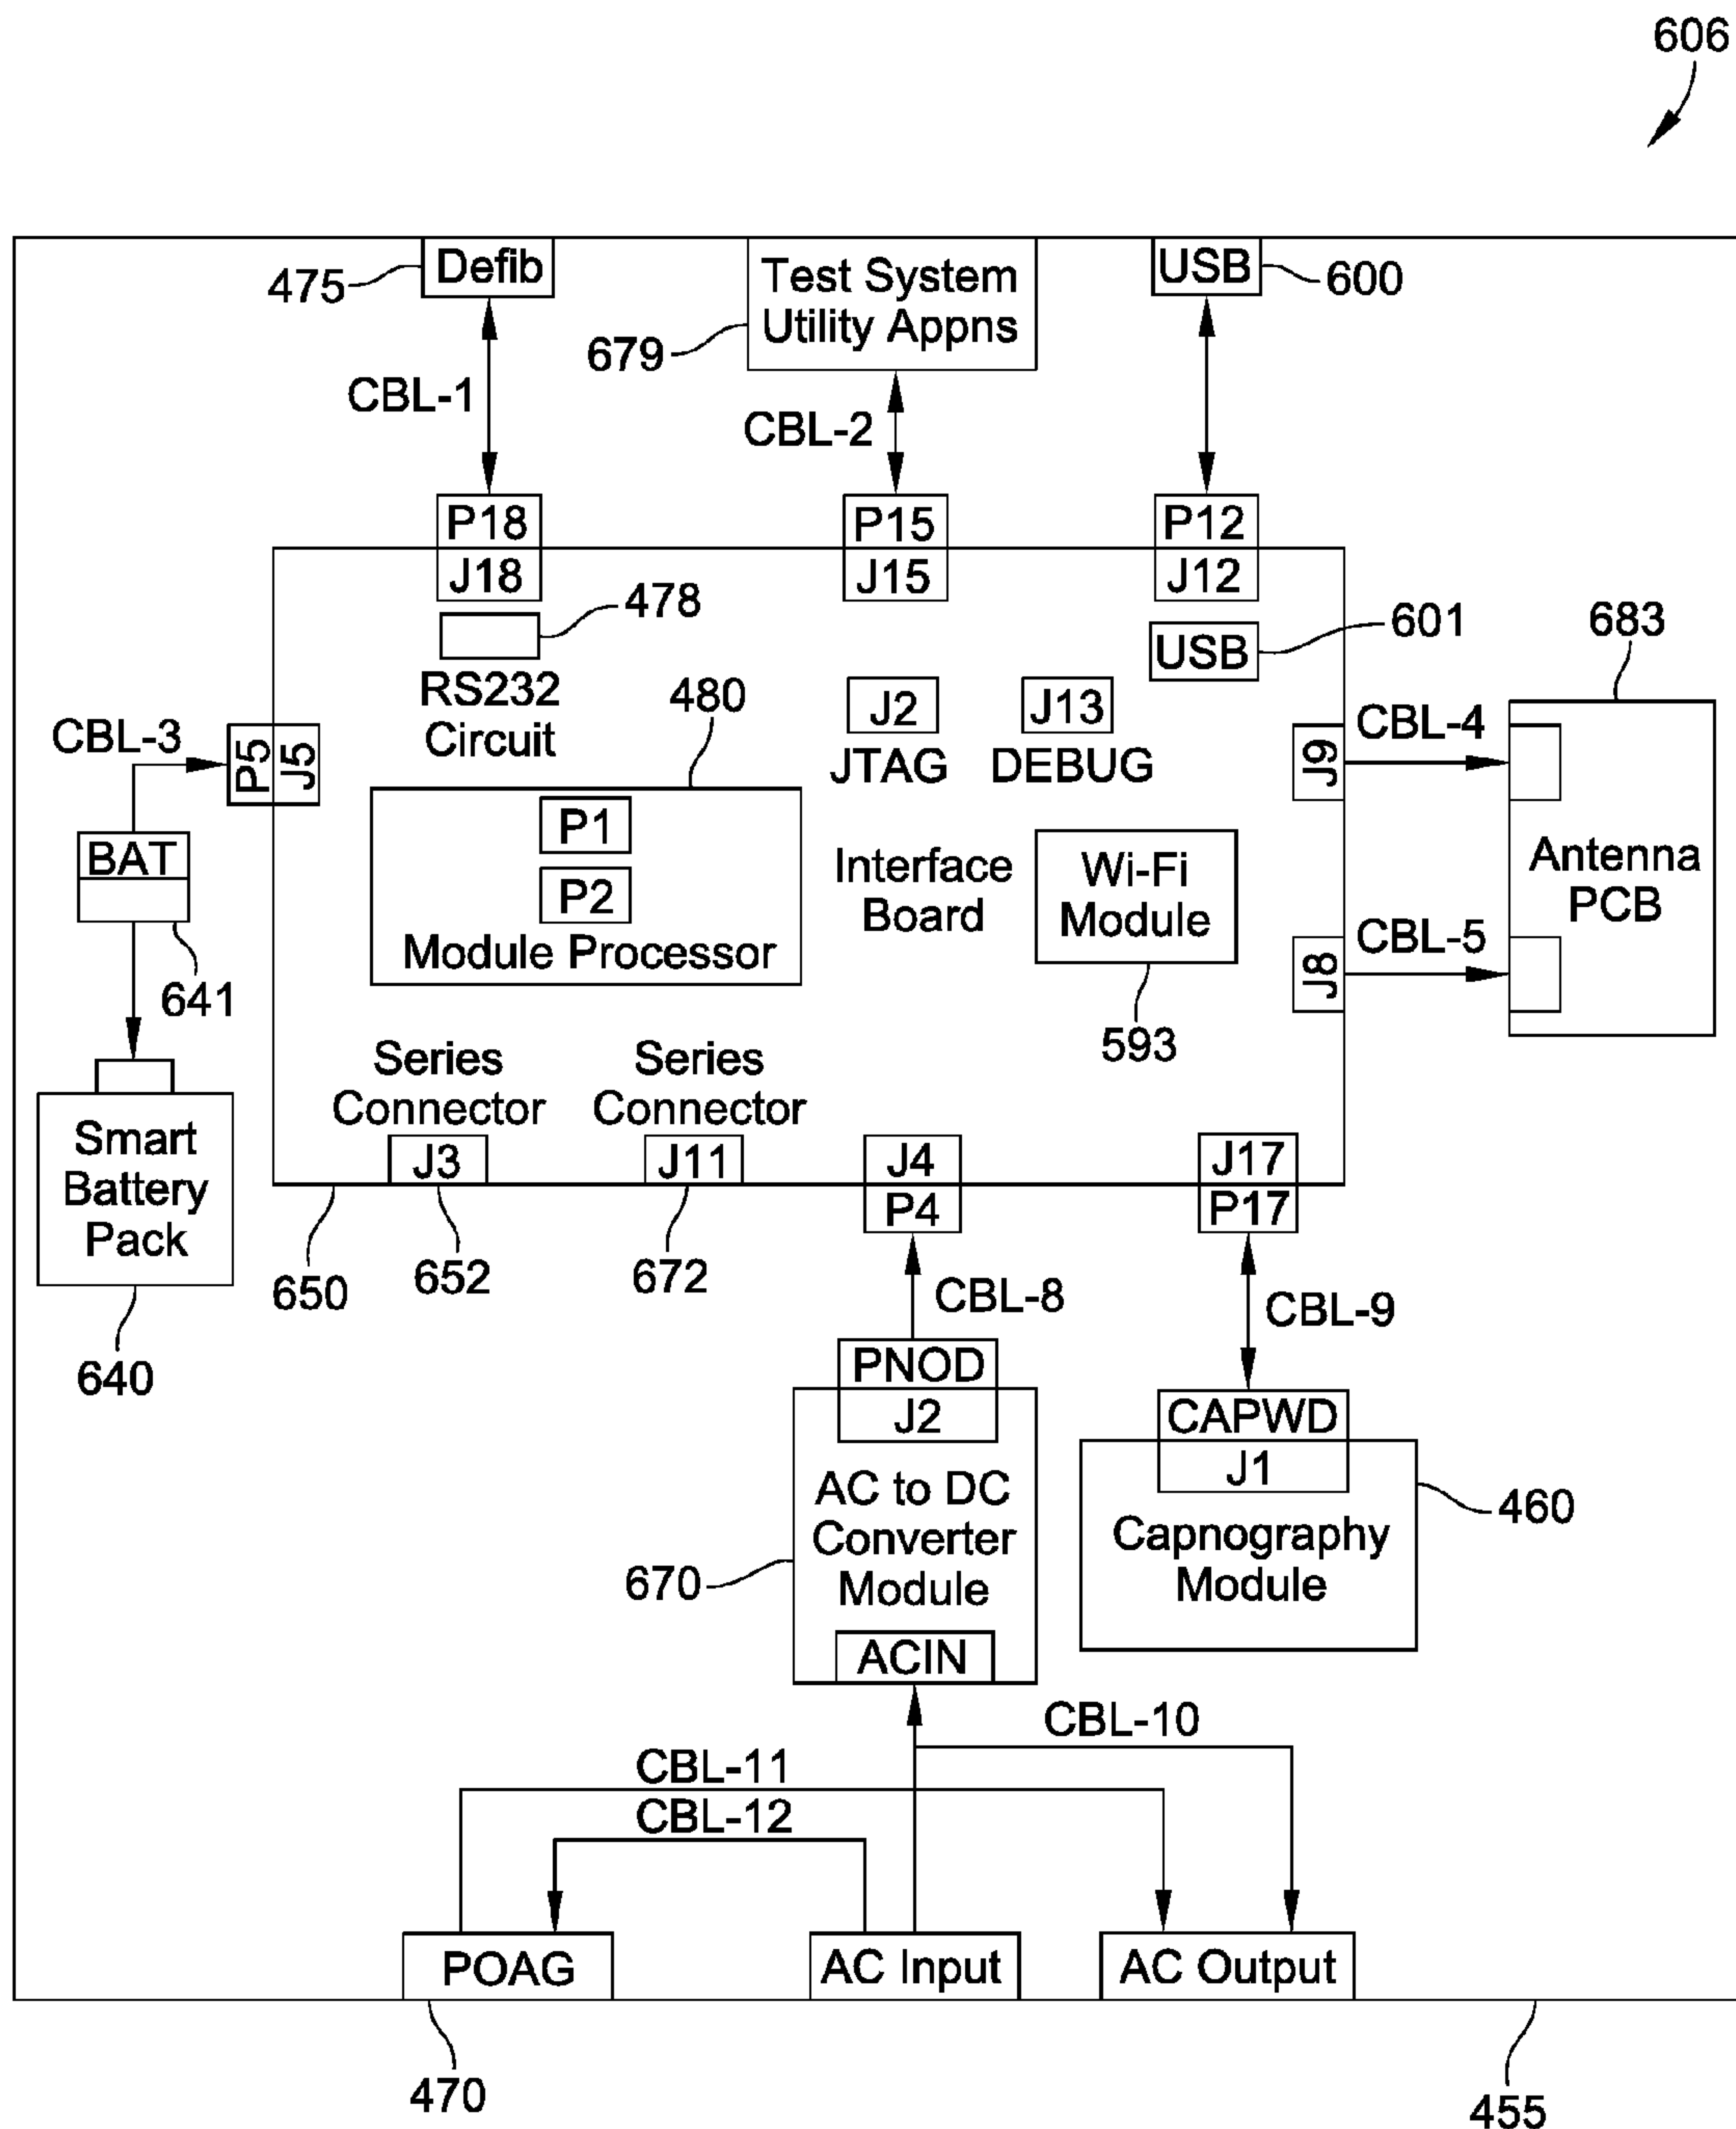 606
Defib
475
Test System
Utility Appns
679
USB
600
CBL-1
CBL-2
P18
J18
P15
J15
P12
J12
478
RS232
Circuit
480
J2
JTAG
J13
DEBUG
USB
601
683
CBL-3
P5
J5
J9
CBL-4
BAT
641
P1
P2
Module Processor
Interface
Board
Wi-Fi
Module
593
Antenna
PCB
J8
CBL-5
Smart
Battery
Pack
640
Series
Connector
J3
Series
Connector
J11
J4
P4
J17
P17
650
652
672
CBL-8
CBL-9
PNOD
J2
AC to DC
Converter
Module
ACIN
670
CAPWD
J1
Capnography
Module
460
CBL-10
CBL-11
CBL-12
POAG
AC Input
AC Output
470
455